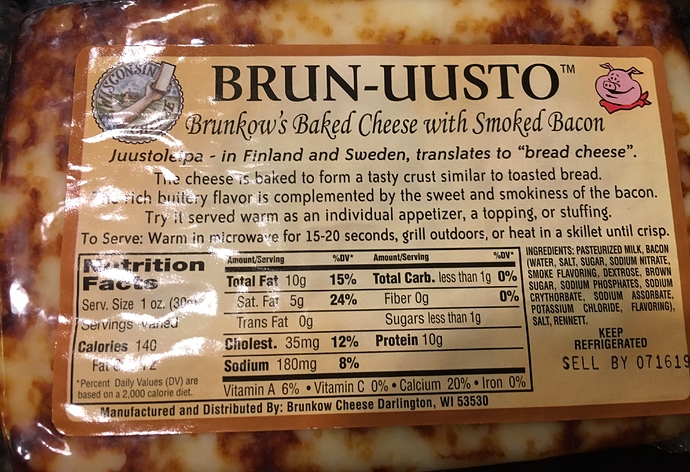 WISCONSIN
BRUN-UUSTO™
Brunkow's Baked Cheese with Smoked Bacon
Juustoleipa - in Finland and Sweden, translates to "bread cheese".
The cheese is baked to form a tasty crust similar to toasted bread.
The rich buttery flavor is complemented by the sweet and smokiness of the bacon.
Try it served warm as an individual appetizer, a topping, or stuffing.
To Serve: Warm in microwave for 15-20 seconds, grill outdoors, or heat in a skillet until crisp.
Nutrition
Facts
Serv. Size 1 oz. (30g)
Servings varied
Calories 140
Fat
*Percent Daily Values (DV) are
based on a 2,000 calorie diet.
Amount/Serving %DV* Amount/Serving %DV*
Total Fat 10g 15% Total Carb. less than 1g 0%
Sat. Fat 5g 24% Fiber 0g 0%
Trans Fat 0g Sugars less than 1g
Cholest. 35mg 12% Protein 10g
Sodium 180mg 8%
Vitamin A 6% • Vitamin C 0% • Calcium 20% • Iron 0%
INGREDIENTS: PASTEURIZED MILK, BACON
(WATER, SALT, SUGAR, SODIUM NITRATE,
SMOKE FLAVORING, DEXTROSE, BROWN
SUGAR, SODIUM PHOSPHATES, SODIUM
CRYTHORBATE, SODIUM ASSORBATE,
POTASSIUM CHLORIDE, FLAVORING),
SALT, RENNETT.
KEEP
REFRIGERATED
SELL BY 071619
Manufactured and Distributed By: Brunkow Cheese Darlington, WI 53530